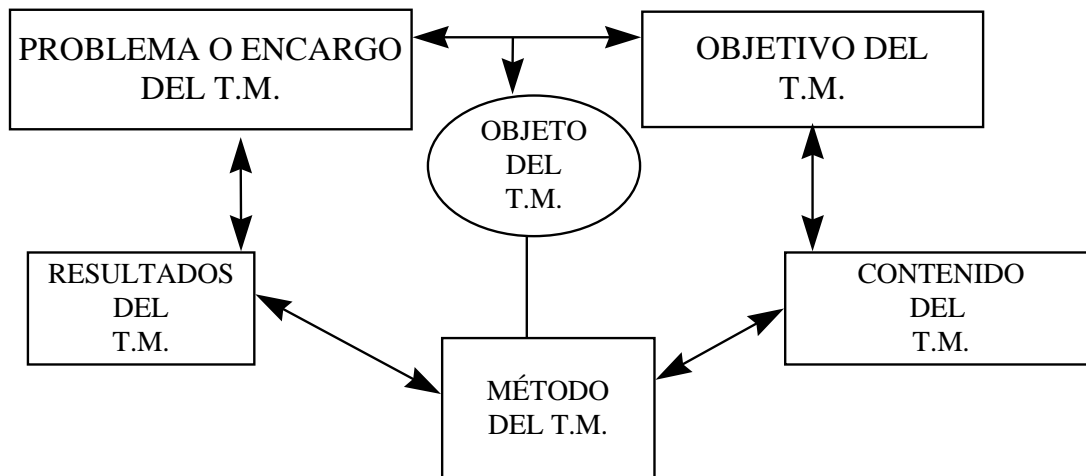 PROBLEMA O ENCARGO
DEL T.M.
OBJETIVO DEL
T.M.
OBJETO
DEL
T.M.
RESULTADOS
DEL
T.M.
CONTENIDO
DEL
T.M.
MÉTODO
DEL T.M.